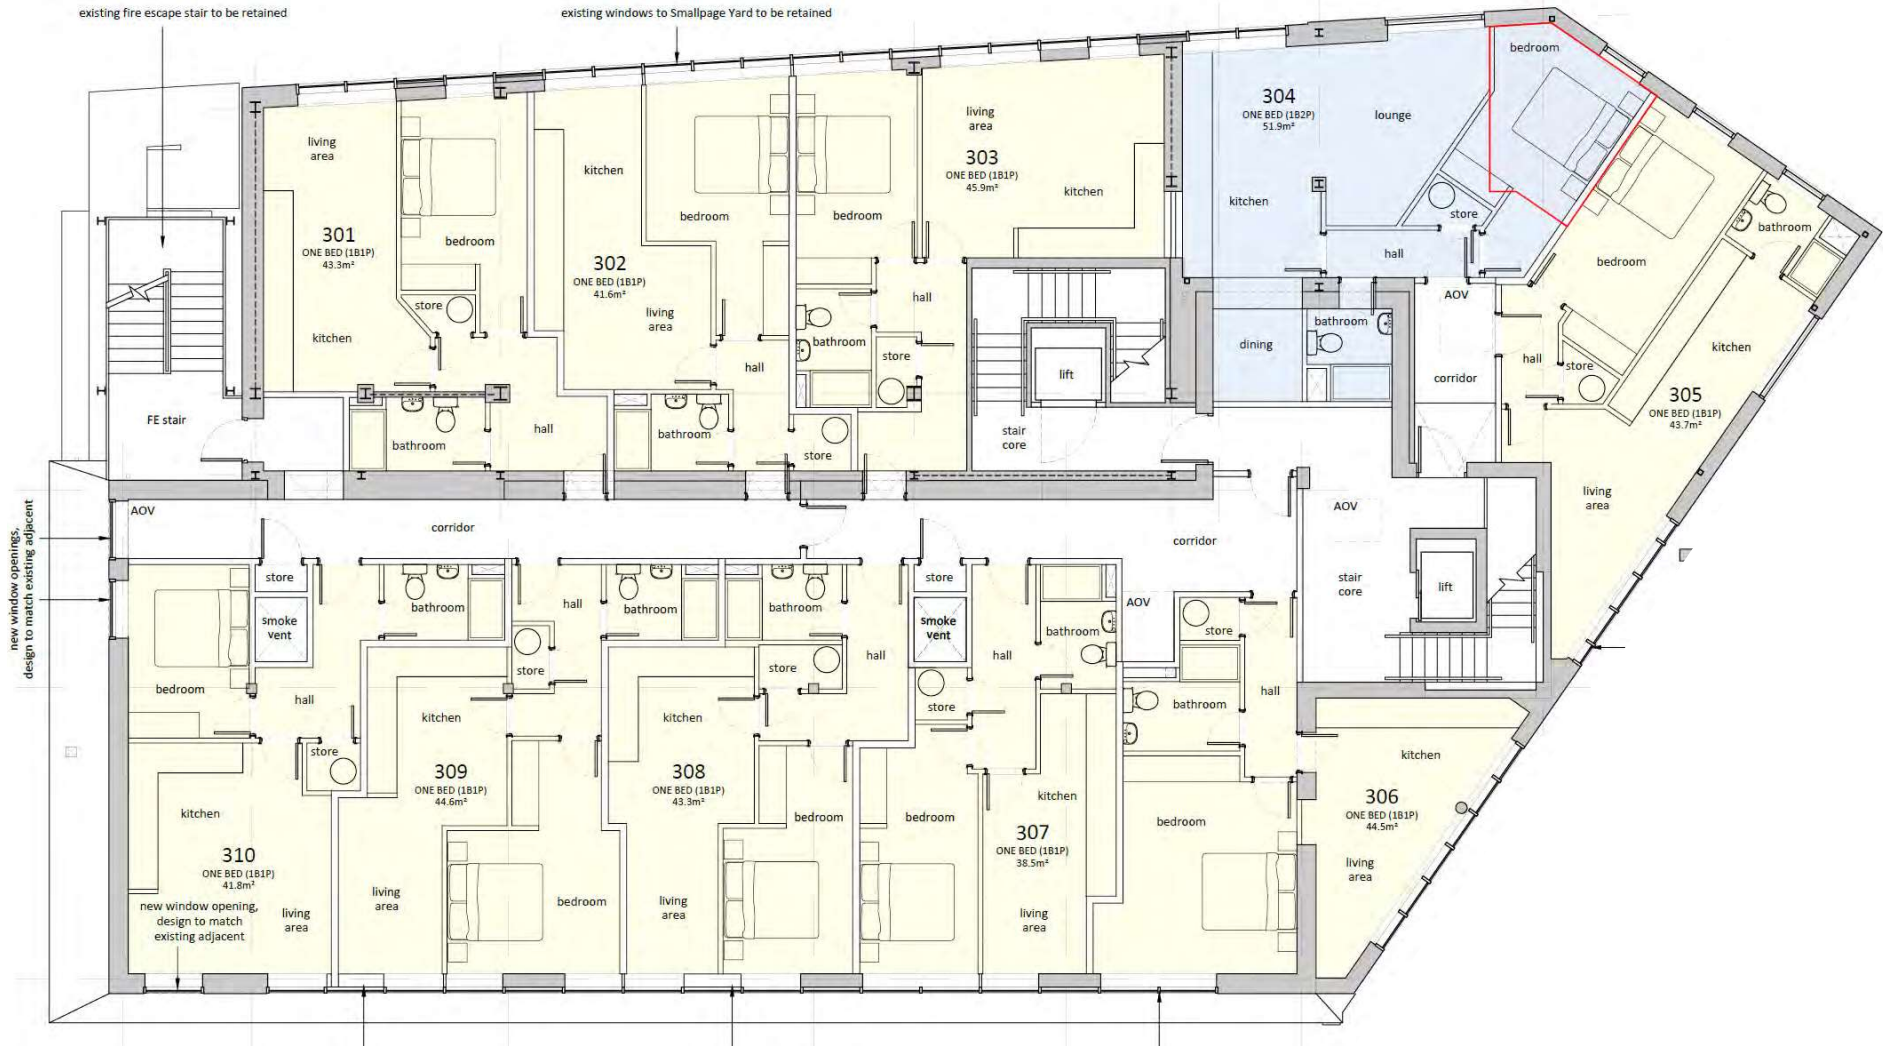 existing fire escape stair to be retained
existing windows to Smallpage Yard to be retained
living
area
301
ONE BED (1B1P)
43.3m²
kitchen
bedroom
store
bathroom
hall
FE stair
kitchen
bedroom
302
ONE BED (1B1P)
41.6m²
living
area
hall
bathroom
store
bedroom
living
area
303
ONE BED (1B1P)
45.9m²
kitchen
hall
bathroom
store
lift
stair
core
304
ONE BED (1B2P)
51.9m²
lounge
bedroom
kitchen
store
hall
bathroom
dining
AOV
corridor
bedroom
bathroom
kitchen
hall
store
305
ONE BED (1B1P)
43.7m²
living
area
new window openings,
design to match existing adjacent
AOV
corridor
corridor
AOV
stair
core
lift
store
smoke
vent
bedroom
hall
store
kitchen
310
ONE BED (1B1P)
41.8m²
new window opening,
design to match
existing adjacent
living
area
bathroom
hall
store
kitchen
309
ONE BED (1B1P)
44.6m²
living
area
bedroom
bathroom
bathroom
hall
store
kitchen
308
ONE BED (1B1P)
43.3m²
living
area
bedroom
store
smoke
vent
hall
bathroom
store
bedroom
kitchen
307
ONE BED (1B1P)
38.5m²
living
area
AOV
store
bathroom
hall
bedroom
kitchen
306
ONE BED (1B1P)
44.5m²
living
area